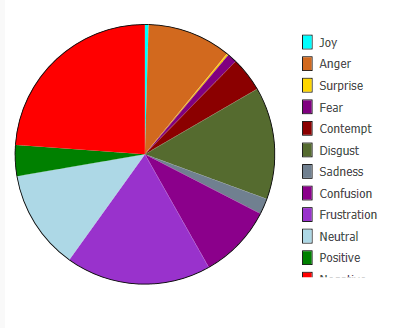 Joy
Anger
Surprise
Fear
Contempt
Disgust
Sadness
Confusion
Frustration
Neutral
Positive